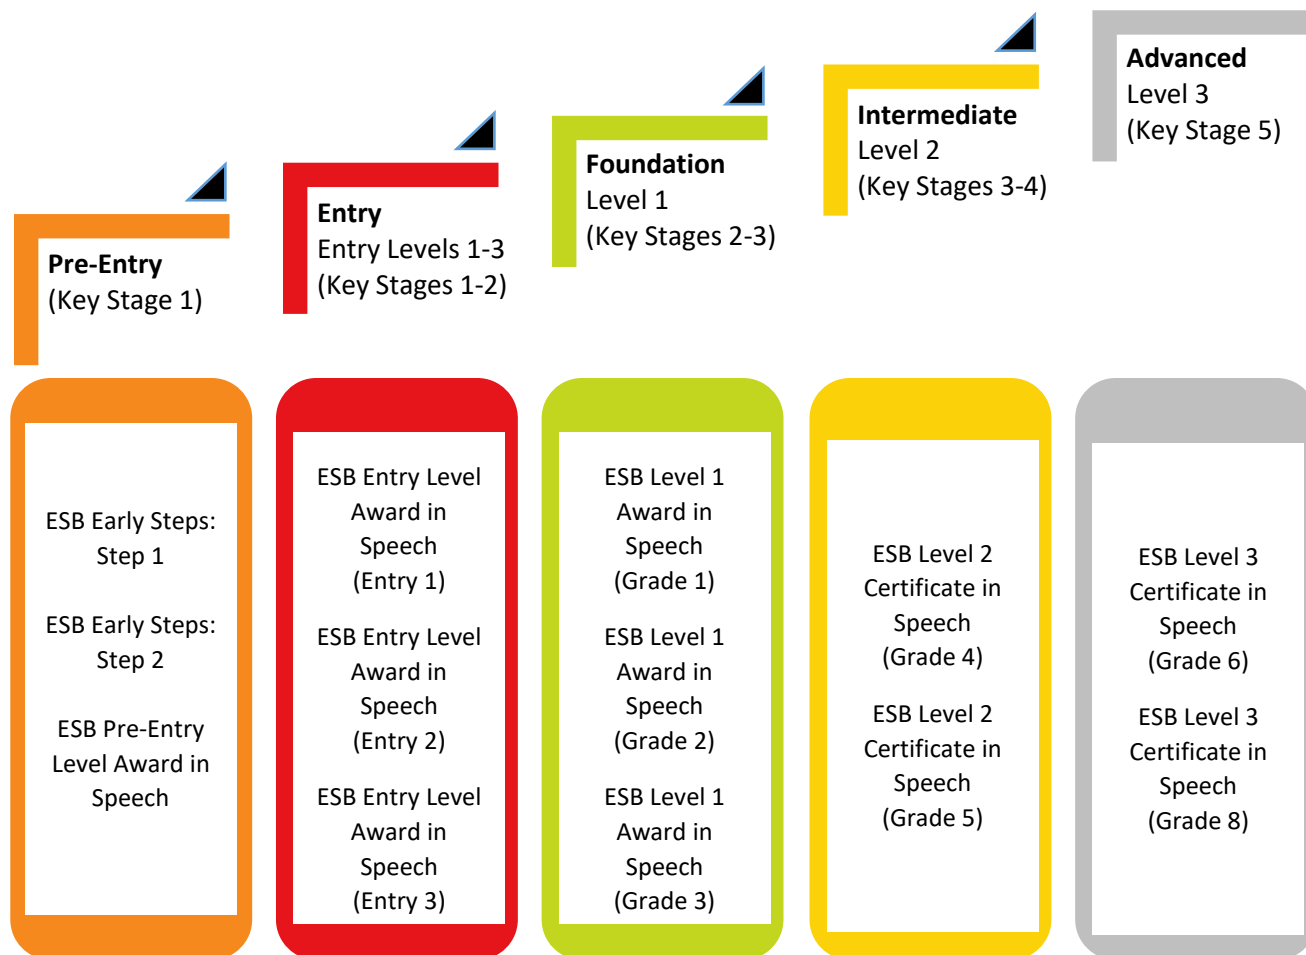 Pre-Entry
(Key Stage 1)
Entry
Entry Levels 1-3
(Key Stages 1-2)
Foundation
Level 1
(Key Stages 2-3)
Intermediate
Level 2
(Key Stages 3-4)
Advanced
Level 3
(Key Stage 5)
ESB Early Steps:
Step 1
ESB Early Steps:
Step 2
ESB Pre-Entry
Level Award in
Speech
ESB Entry Level
Award in
Speech
(Entry 1)
ESB Entry Level
Award in
Speech
(Entry 2)
ESB Entry Level
Award in
Speech
(Entry 3)
ESB Level 1
Award in
Speech
(Grade 1)
ESB Level 1
Award in
Speech
(Grade 2)
ESB Level 1
Award in
Speech
(Grade 3)
ESB Level 2
Certificate in
Speech
(Grade 4)
ESB Level 2
Certificate in
Speech
(Grade 5)
ESB Level 3
Certificate in
Speech
(Grade 6)
ESB Level 3
Certificate in
Speech
(Grade 8)